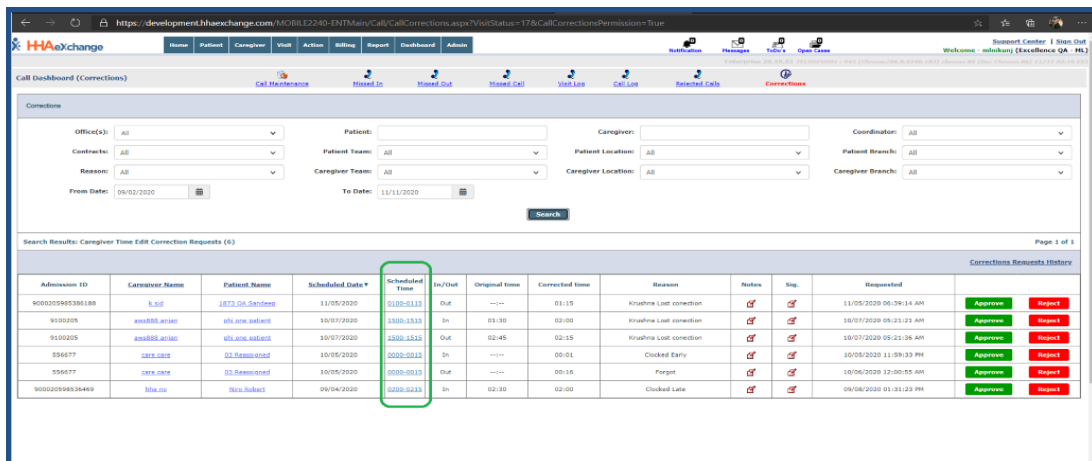 https://development.hhaexchange.com/MOBILE2240-ENTMain/Call/CallCorrections.aspx?VisitStatus=17&CallCorrectionsPermission=True
HHAeXchange Home Patient Caregiver Visit Action Billing Report Dashboard Admin Notification Messages ToDo's Open Cases Support Center | Sign Out
Welcome - mlnikunj (Excellence QA - ML)
Call Dashboard (Corrections) Call Maintenance Missed In Missed Out Missed Call Visit Log Call Log Rejected Calls Corrections
Corrections
Office(s): All Patient: Caregiver: Coordinator: All
Contracts: All Patient Team: All Patient Location: All Patient Branch: All
Reason: All Caregiver Team: All Caregiver Location: All Caregiver Branch: All
From Date: 09/02/2020 To Date: 11/11/2020
Search
Search Results: Caregiver Time Edit Correction Requests (6) Page 1 of 1
Corrections Requests History
Admission ID Caregiver Name Patient Name Scheduled Date▼ Scheduled Time In/Out Original time Corrected time Reason Notes Sig. Requested
9000205985386188 k sid 1873 QA Sandeep 11/05/2020 0100-0115 Out --:-- 01:15 Krushna Lost conection 11/05/2020 06:39:14 AM Approve Reject
9100205 aws888 anjan phi one patient 10/07/2020 1500-1515 In 01:30 02:00 Krushna Lost conection 10/07/2020 05:21:21 AM Approve Reject
9100205 aws888 anjan phi one patient 10/07/2020 1500-1515 Out 02:45 02:15 Krushna Lost conection 10/07/2020 05:21:36 AM Approve Reject
556677 care care 03 Reassigned 10/05/2020 0000-0015 In --:-- 00:01 Clocked Early 10/05/2020 11:59:33 PM Approve Reject
556677 care care 03 Reassigned 10/05/2020 0000-0015 Out --:-- 00:16 Forgot 10/06/2020 12:00:55 AM Approve Reject
900020598536469 hha no Niru Robert 09/04/2020 0200-0215 In 02:30 02:00 Clocked Late 09/08/2020 01:31:23 PM Approve Reject